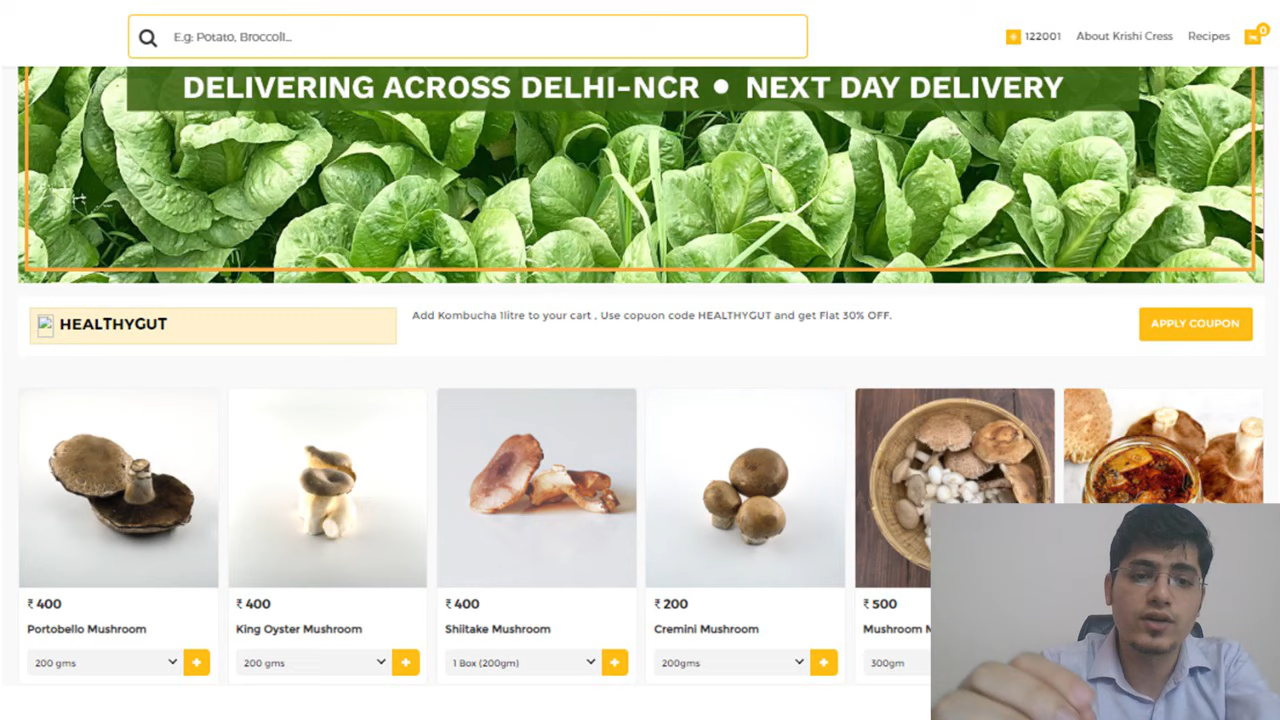 E.g: Potato, Broccoli...
122001 About Krishi Cress Recipes 0
DELIVERING ACROSS DELHI-NCR • NEXT DAY DELIVERY
HEALTHYGUT
Add Kombucha 1litre to your cart , Use copuon code HEALTHYGUT and get Flat 30% OFF.
APPLY COUPON
₹ 400
Portobello Mushroom
200 gms
₹ 400
King Oyster Mushroom
200 gms
₹ 400
Shiitake Mushroom
1 Box (200gm)
₹ 200
Cremini Mushroom
200gms
₹ 500
Mushroom
300gm